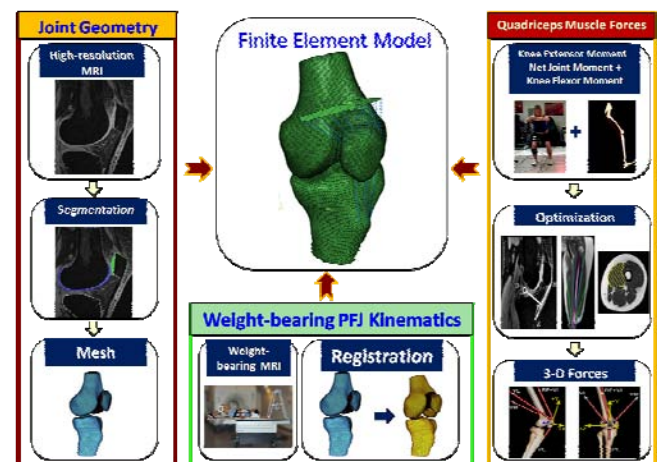 Joint Geometry
High-resolution
MRI
Segmentation
Mesh
Finite Element Model
Weight-bearing PFJ Kinematics
Weight-
bearing MRI
Registration
Quadriceps Muscle Forces
Knee Extensor Moment
Net Joint Moment +
Knee Flexor Moment
+
Optimization
3-D Forces